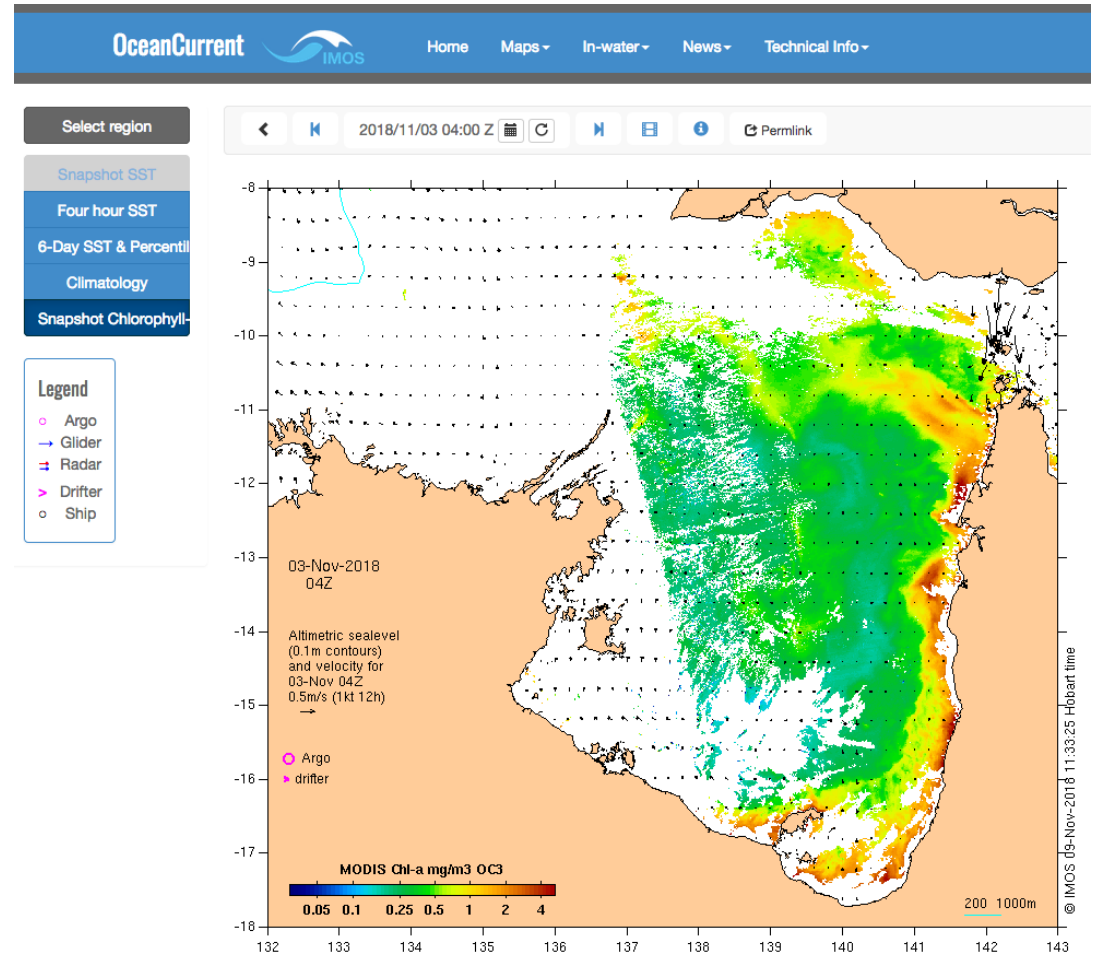 OceanCurrent
IMOS
Home Maps In-water News Technical Info
Select region
2018/11/03 04:00 Z
Permlink
Snapshot SST
Four hour SST
6-Day SST & Percentil
Climatology
Snapshot Chlorophyll-
Legend
Argo
Glider
Radar
Drifter
Ship
-8
-9
-10
-11
-12
-13
-14
-15
-16
-17
-18
03-Nov-2018
04Z
Altimetric sealevel
(0.1m contours)
and velocity for
03-Nov 04Z
0.5m/s (1kt 12h)
Argo
drifter
MODIS Chl-a mg/m3 OC3
0.05 0.1 0.25 0.5 1 2 4
200 1000m
132 133 134 135 136 137 138 139 140 141 142 143
© IMOS 09-Nov-2018 11:33:25 Hobart time